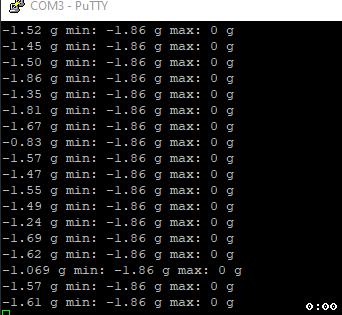 COM3 - PuTTY
-1.52 g min: -1.86 g max: 0 g
-1.45 g min: -1.86 g max: 0 g
-1.50 g min: -1.86 g max: 0 g
-1.86 g min: -1.86 g max: 0 g
-1.35 g min: -1.86 g max: 0 g
-1.81 g min: -1.86 g max: 0 g
-1.67 g min: -1.86 g max: 0 g
-0.83 g min: -1.86 g max: 0 g
-1.57 g min: -1.86 g max: 0 g
-1.47 g min: -1.86 g max: 0 g
-1.55 g min: -1.86 g max: 0 g
-1.49 g min: -1.86 g max: 0 g
-1.24 g min: -1.86 g max: 0 g
-1.69 g min: -1.86 g max: 0 g
-1.62 g min: -1.86 g max: 0 g
-1.069 g min: -1.86 g max: 0 g
-1.57 g min: -1.86 g max: 0 g
-1.61 g min: -1.86 g max: 0 g
0:00